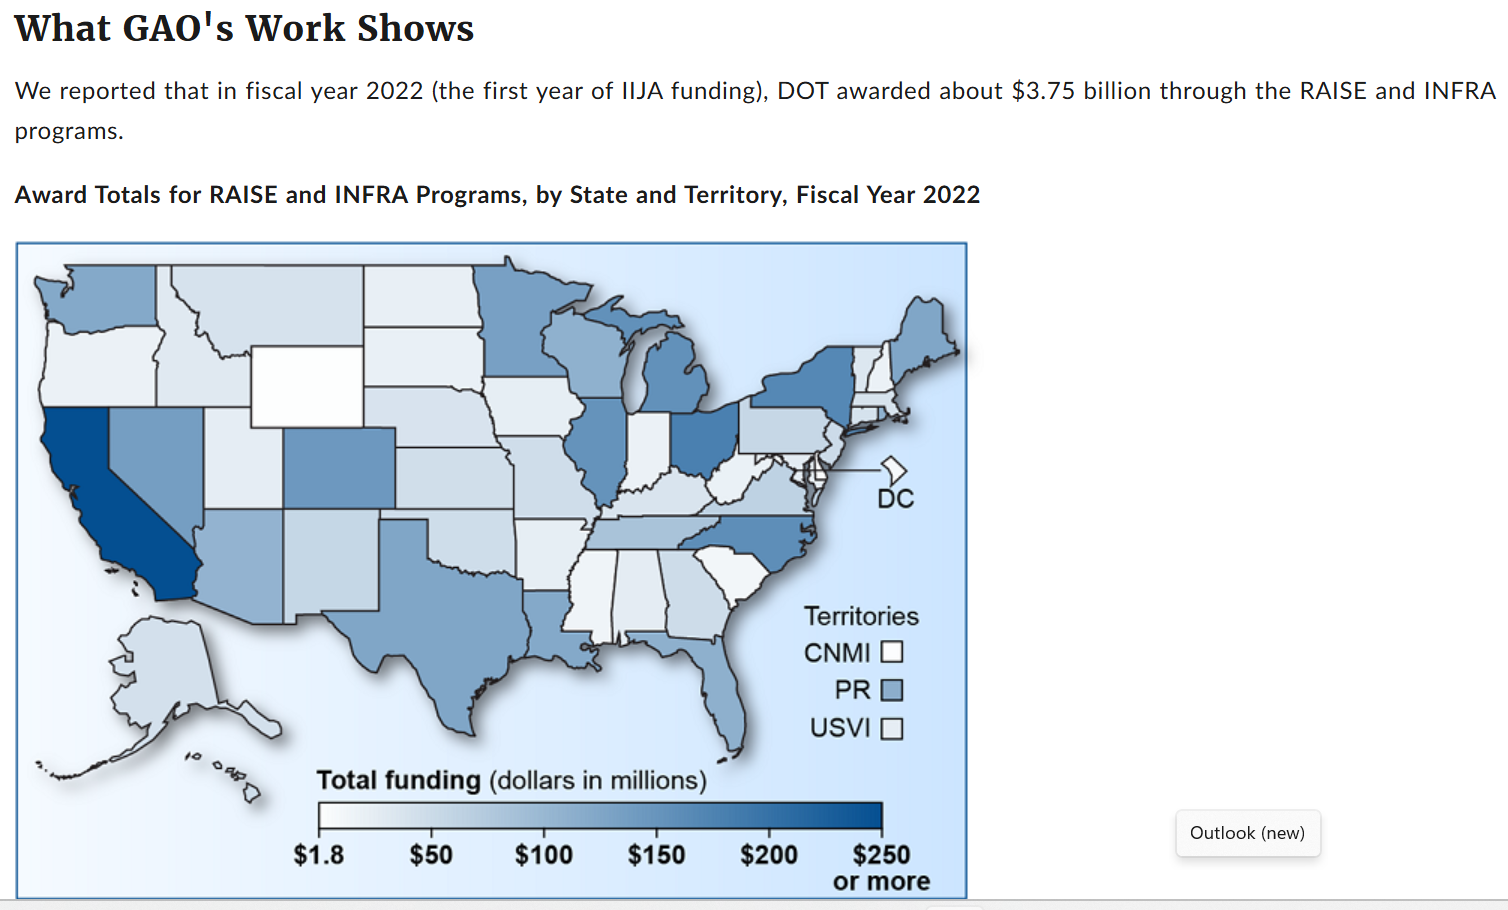 What GAO's Work Shows
We reported that in fiscal year 2022 (the first year of IIJA funding), DOT awarded about $3.75 billion through the RAISE and INFRA
programs.
Award Totals for RAISE and INFRA Programs, by State and Territory, Fiscal Year 2022
DC
Territories
CNMI
PR
USVI
Total funding (dollars in millions)
$1.8 $50 $100 $150 $200 $250
or more
Outlook (new)